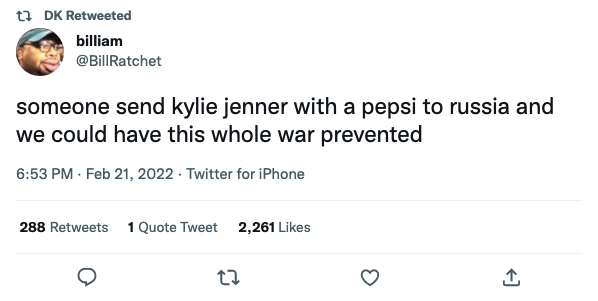 DK Retweeted
billiam
@BillRatchet
someone send kylie jenner with a pepsi to russia and
we could have this whole war prevented
6:53 PM · Feb 21, 2022 · Twitter for iPhone
288 Retweets 1 Quote Tweet 2,261 Likes